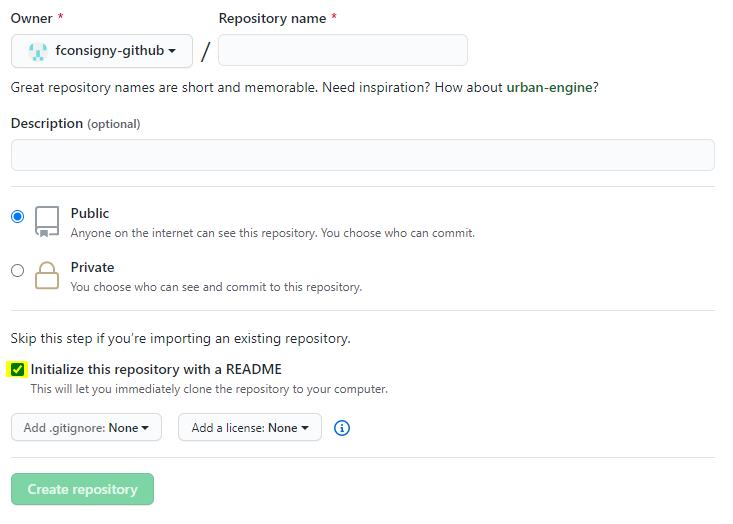 Owner * Repository name *
fconsigny-github /
Great repository names are short and memorable. Need inspiration? How about urban-engine?
Description (optional)
Public
Anyone on the internet can see this repository. You choose who can commit.
Private
You choose who can see and commit to this repository.
Skip this step if you're importing an existing repository.
Initialize this repository with a README
This will let you immediately clone the repository to your computer.
Add .gitignore: None Add a license: None
Create repository